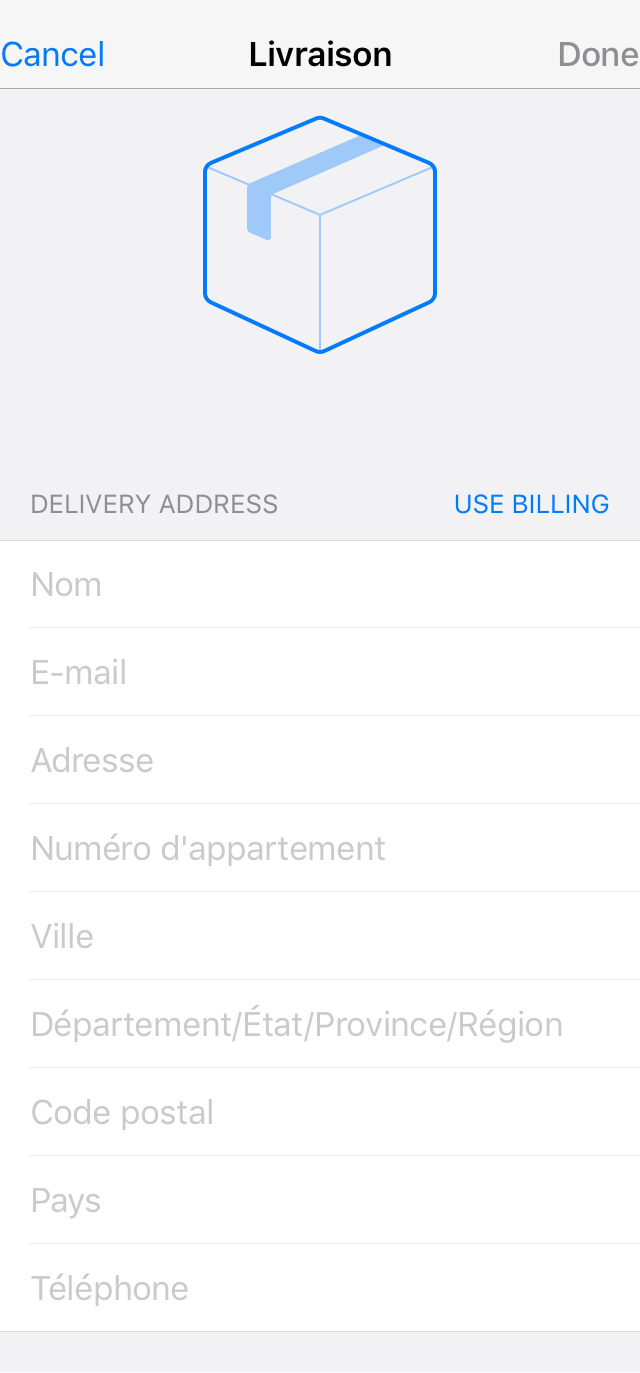 Cancel Livraison Done
DELIVERY ADDRESS USE BILLING
Nom
E-mail
Adresse
Numéro d'appartement
Ville
Département/État/Province/Région
Code postal
Pays
Téléphone